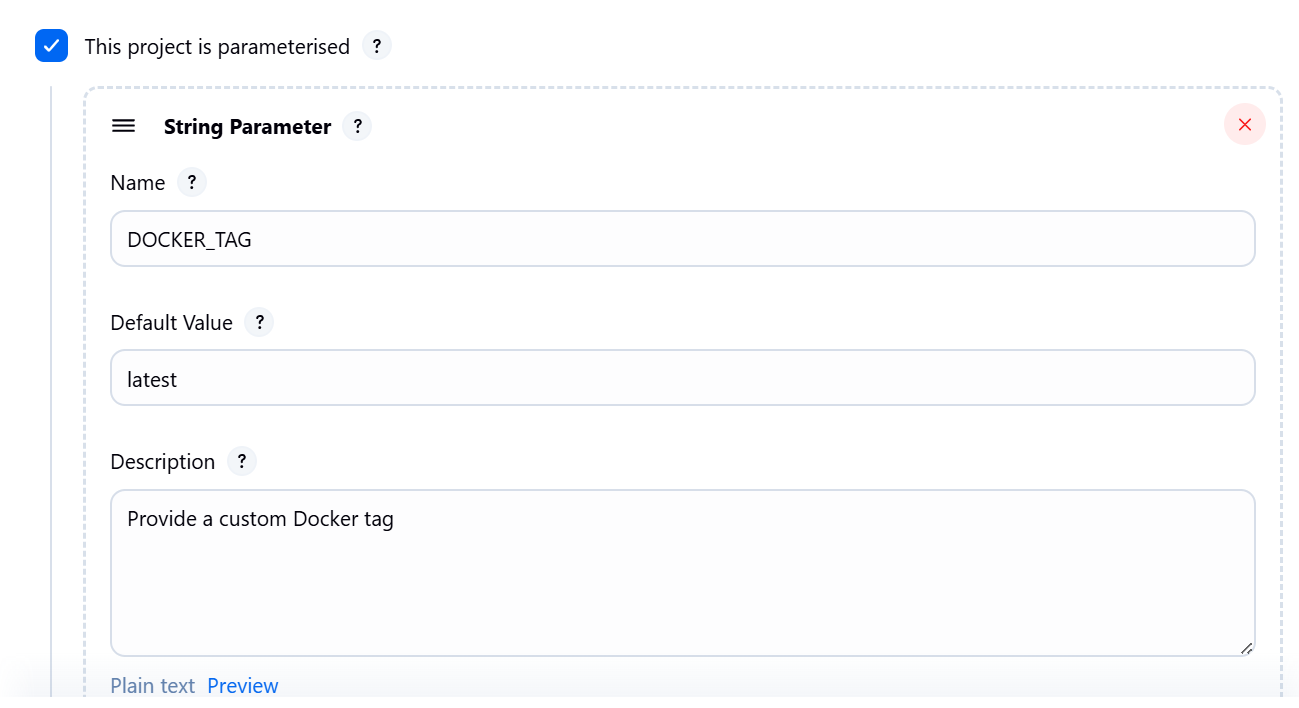 This project is parameterised ?
String Parameter ?
Name ?
DOCKER_TAG
Default Value ?
latest
Description ?
Provide a custom Docker tag
Plain text Preview